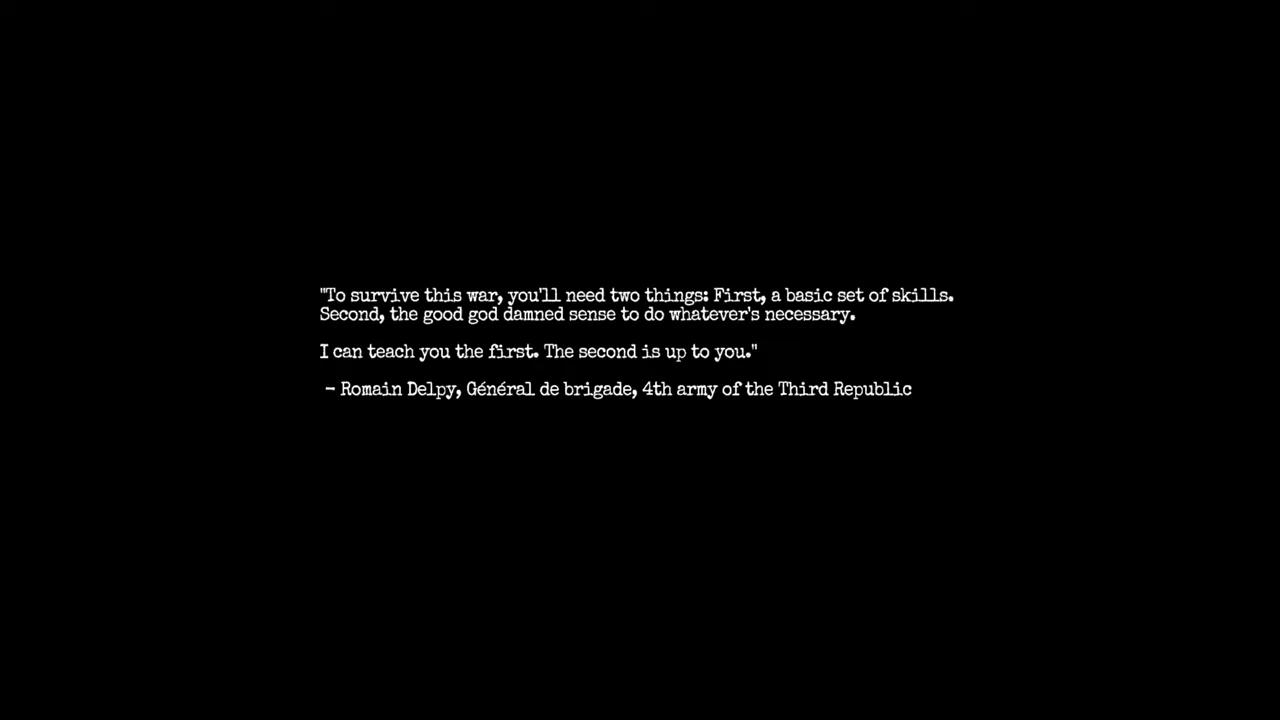 "To survive this war, you'll need two things: First, a basic set of skills.
Second, the good god damned sense to do whatever's necessary.
I can teach you the first. The second is up to you."
– Romain Delpy, Général de brigade, 4th army of the Third Republic